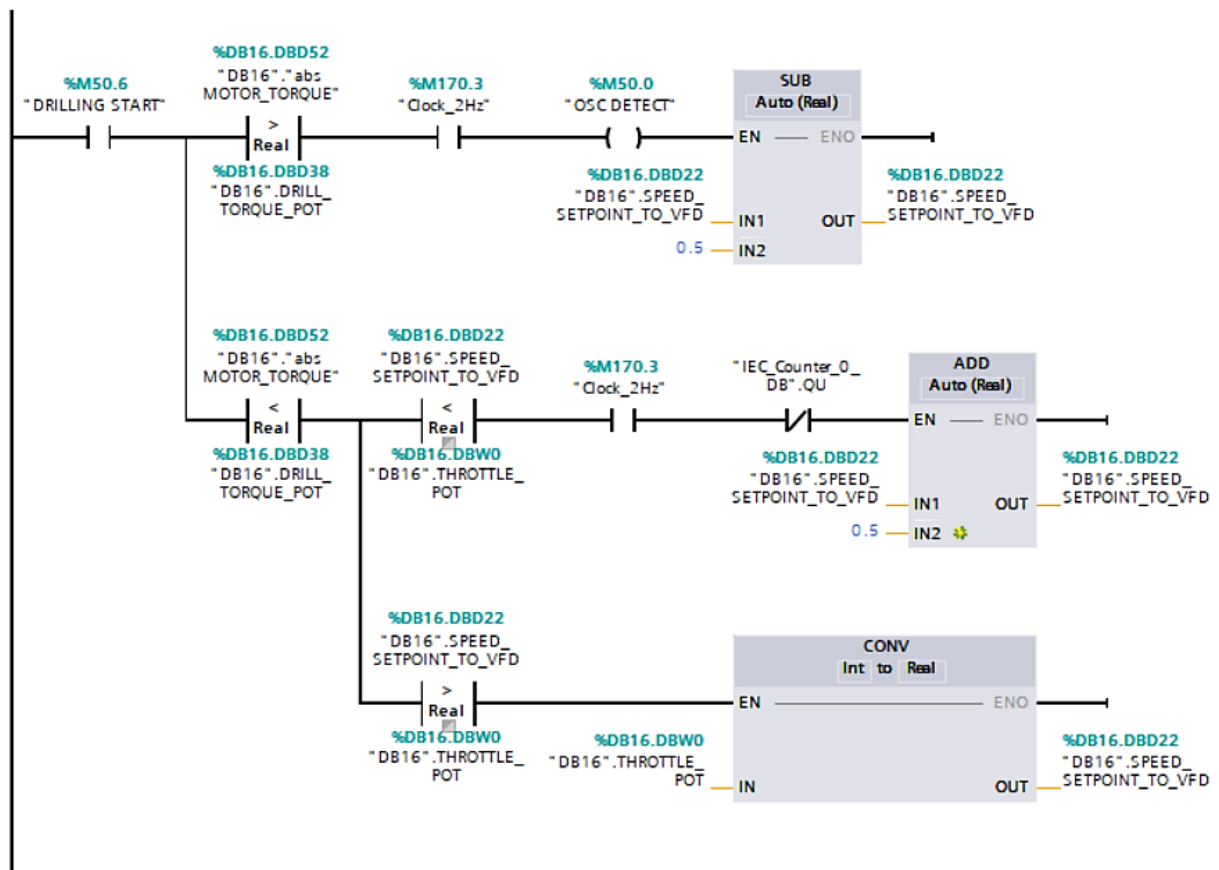 %M50.6
"DRILLING START"
%DB16.DBD52
"DB16"."abs
MOTOR_TORQUE"
>
Real
%DB16.DBD38
"DB16".DRILL_
TORQUE_POT
%M170.3
"Clock_2Hz"
%M50.0
"OSC DETECT"
SUB
Auto (Real)
EN
ENO
%DB16.DBD22
"DB16".SPEED_
SETPOINT_TO_VFD
IN1
0.5
IN2
OUT
%DB16.DBD22
"DB16".SPEED_
SETPOINT_TO_VFD
%DB16.DBD52
"DB16"."abs
MOTOR_TORQUE"
<
Real
%DB16.DBD38
"DB16".DRILL_
TORQUE_POT
%DB16.DBD22
"DB16".SPEED_
SETPOINT_TO_VFD
<
Real
%DB16.DBW0
"DB16".THROTTLE_
POT
%M170.3
"Clock_2Hz"
"IEC_Counter_0_
DB".QU
ADD
Auto (Real)
EN
ENO
%DB16.DBD22
"DB16".SPEED_
SETPOINT_TO_VFD
IN1
0.5
IN2
OUT
%DB16.DBD22
"DB16".SPEED_
SETPOINT_TO_VFD
%DB16.DBD22
"DB16".SPEED_
SETPOINT_TO_VFD
>
Real
%DB16.DBW0
"DB16".THROTTLE_
POT
CONV
Int to Real
EN
ENO
%DB16.DBW0
"DB16".THROTTLE_
POT
IN
OUT
%DB16.DBD22
"DB16".SPEED_
SETPOINT_TO_VFD